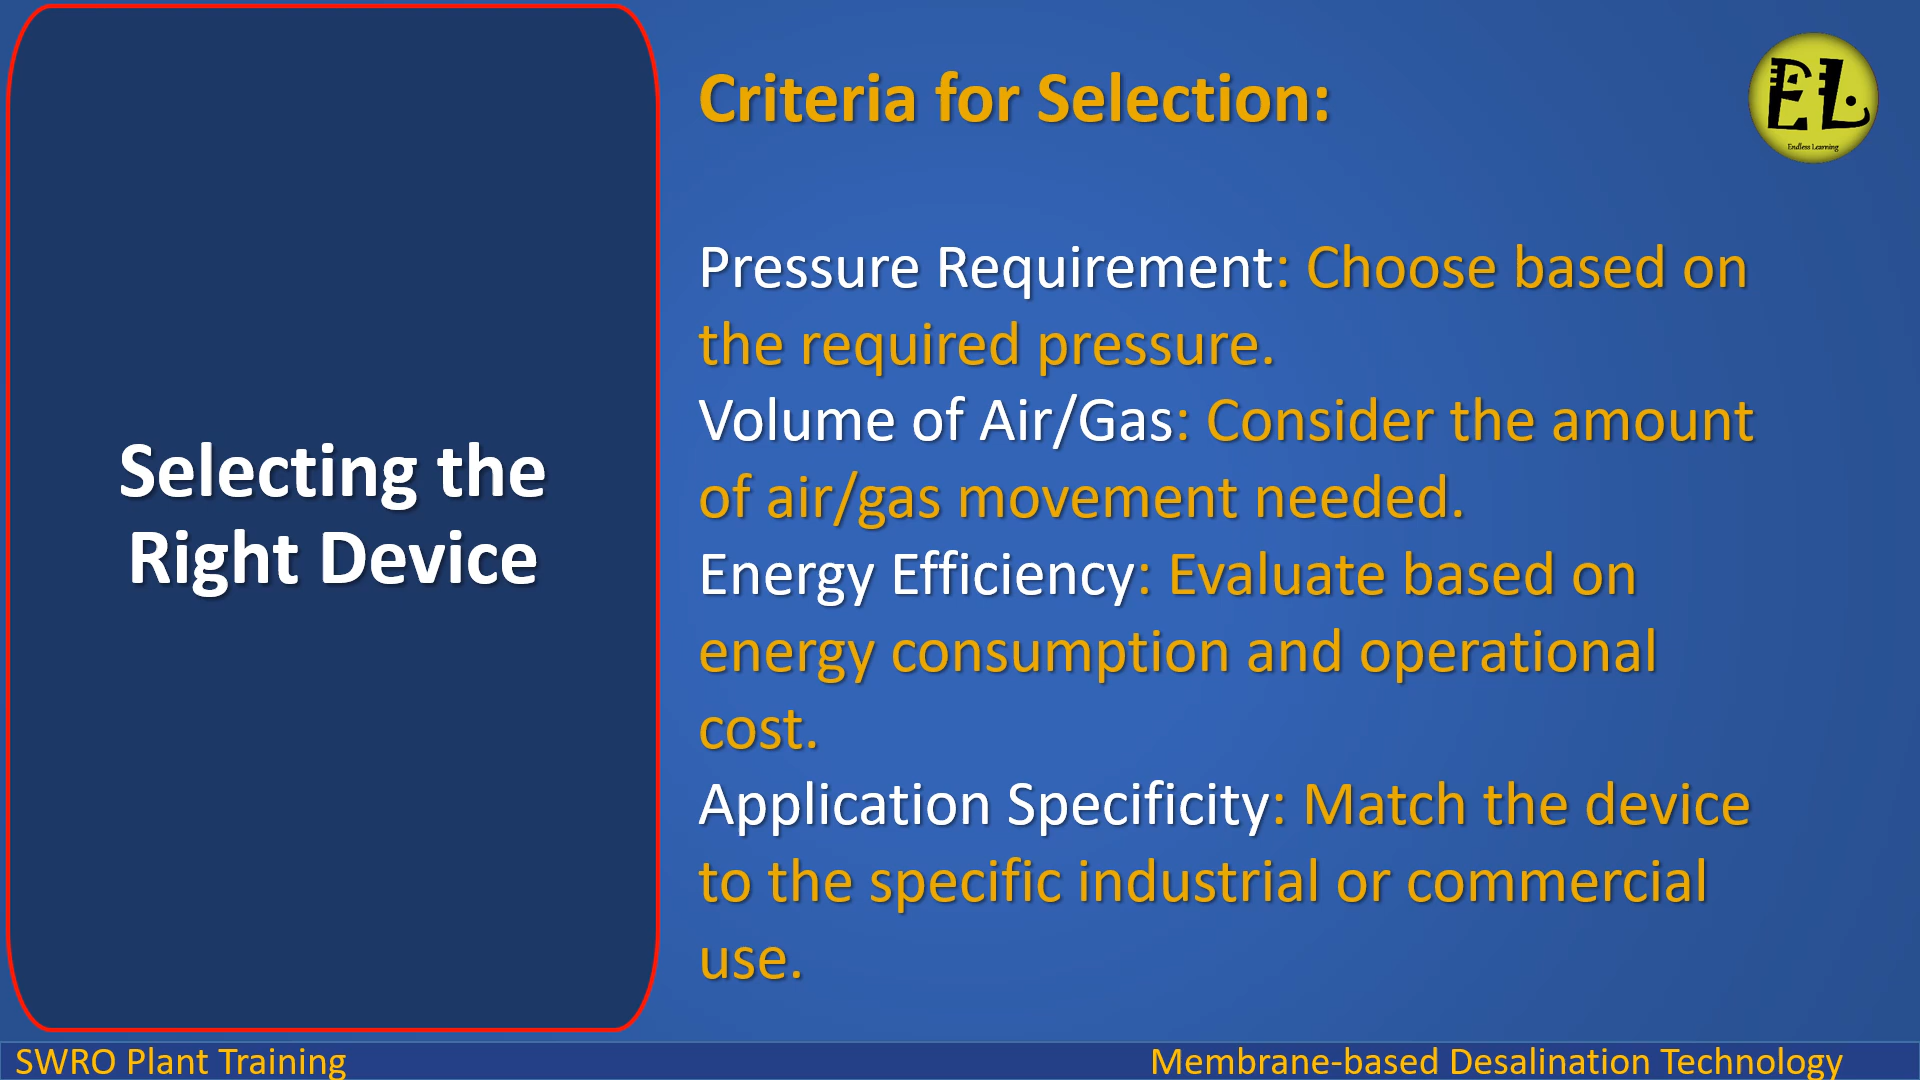 Selecting the
Right Device
Criteria for Selection:
Pressure Requirement: Choose based on
the required pressure.
Volume of Air/Gas: Consider the amount
of air/gas movement needed.
Energy Efficiency: Evaluate based on
energy consumption and operational
cost.
Application Specificity: Match the device
to the specific industrial or commercial
use.
EL
Endless Learning
SWRO Plant Training
Membrane-based Desalination Technology